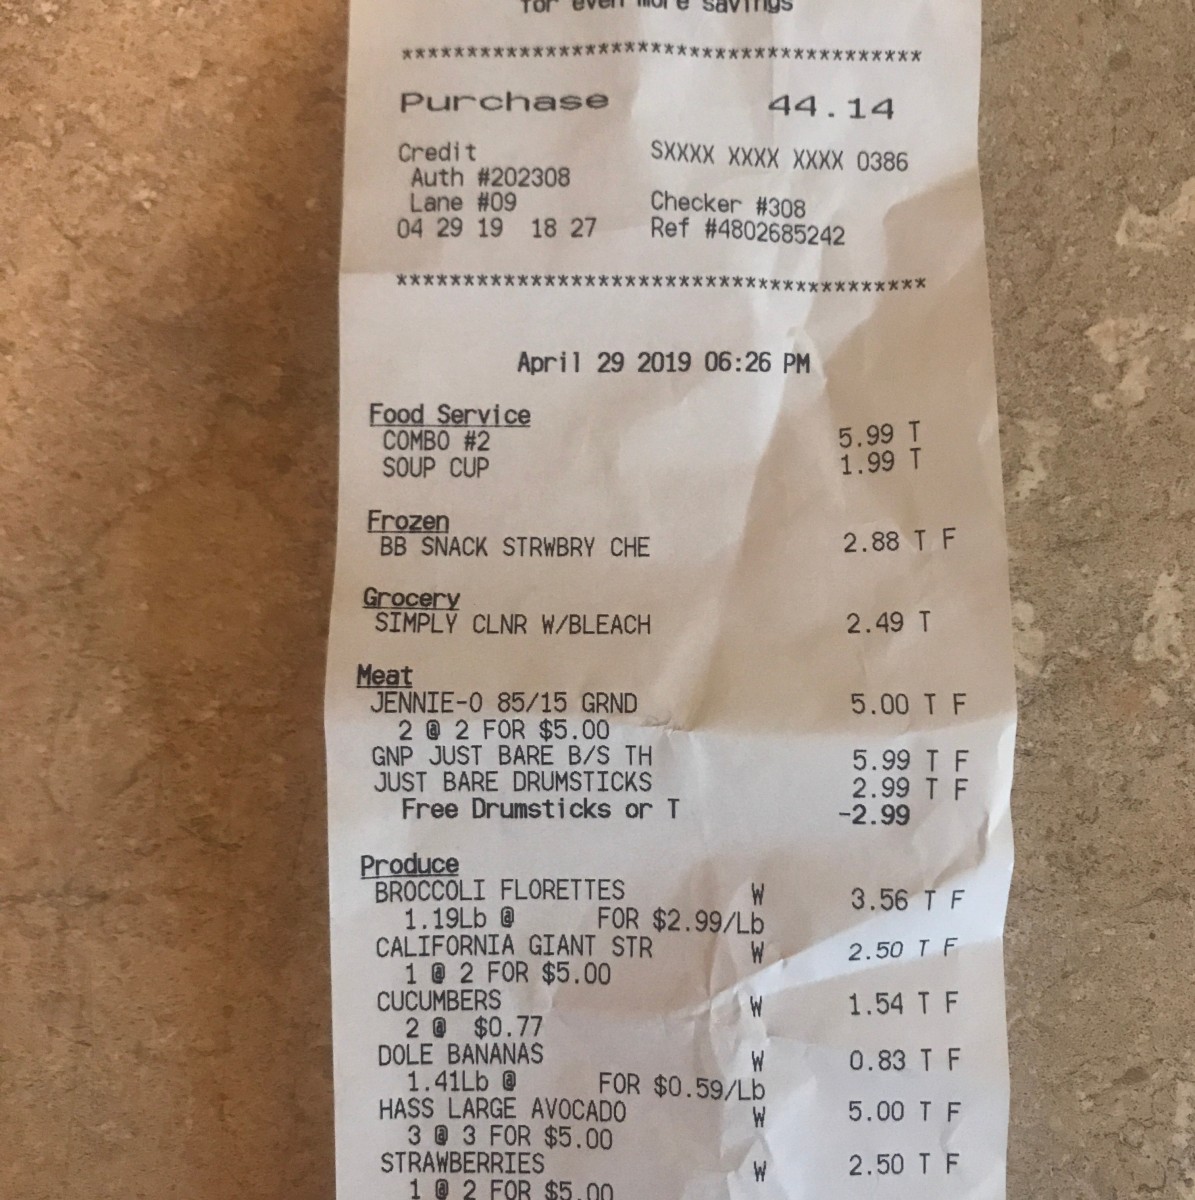 for even more savings
****************************************
Purchase 44.14
Credit SXXXX XXXX XXXX 0386
Auth #202308
Lane #09 Checker #308
04 29 19 18 27 Ref #4802685242
****************************************
April 29 2019 06:26 PM
Food Service
COMBO #2 5.99 T
SOUP CUP 1.99 T
Frozen
BB SNACK STRWBRY CHE 2.88 T F
Grocery
SIMPLY CLNR W/BLEACH 2.49 T
Meat
JENNIE-O 85/15 GRND 5.00 T F
2 @ 2 FOR $5.00
GNP JUST BARE B/S TH 5.99 T F
JUST BARE DRUMSTICKS 2.99 T F
Free Drumsticks or T -2.99
Produce
BROCCOLI FLORETTES W 3.56 T F
1.19Lb @ FOR $2.99/Lb
CALIFORNIA GIANT STR W 2.50 T F
1 @ 2 FOR $5.00
CUCUMBERS W 1.54 T F
2 @ $0.77
DOLE BANANAS W 0.83 T F
1.41Lb @ FOR $0.59/Lb
HASS LARGE AVOCADO W 5.00 T F
3 @ 3 FOR $5.00
STRAWBERRIES W 2.50 T F
1 @ 2 FOR $5.00